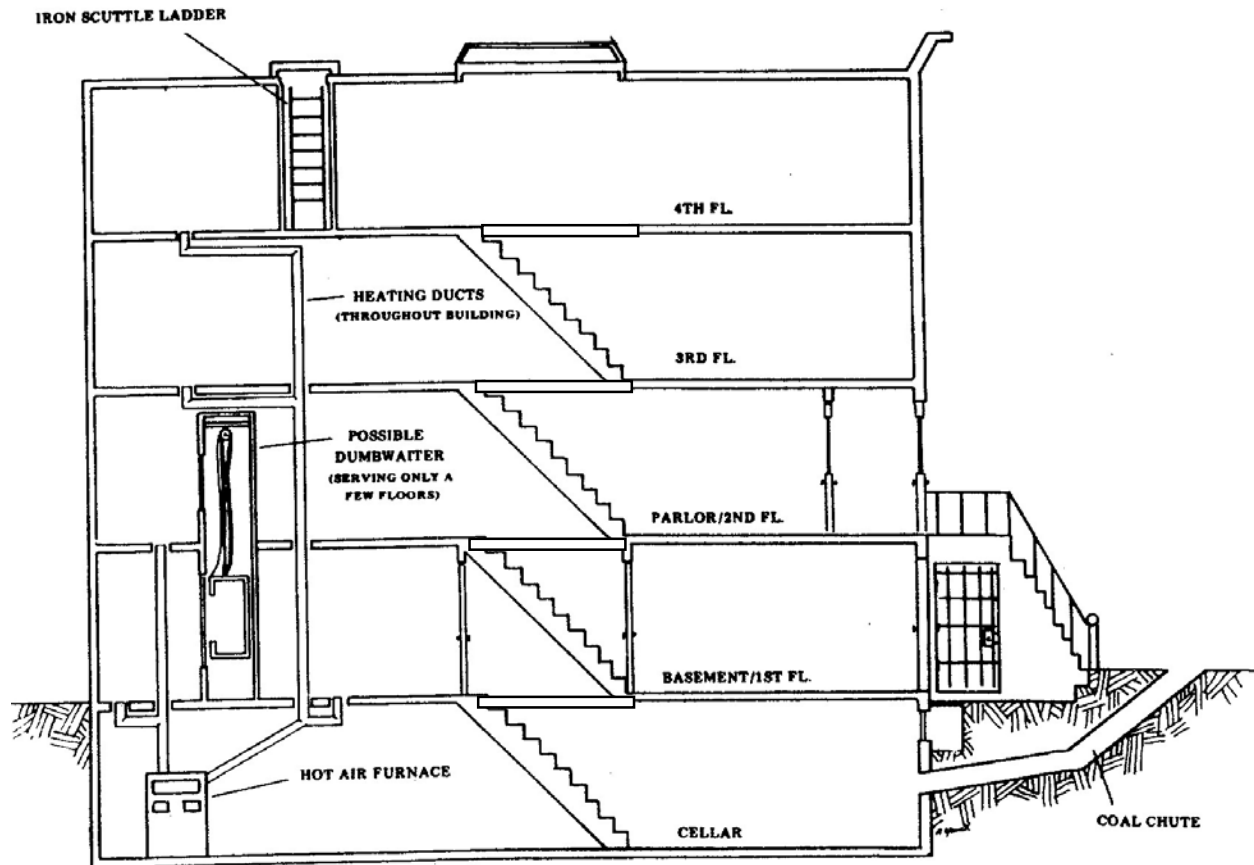 IRON SCUTTLE LADDER
4TH FL.
HEATING DUCTS
(THROUGHOUT BUILDING)
3RD FL.
POSSIBLE
DUMBWAITER
(SERVING ONLY A
FEW FLOORS)
PARLOR/2ND FL.
BASEMENT/1ST FL.
HOT AIR FURNACE
CELLAR
COAL CHUTE